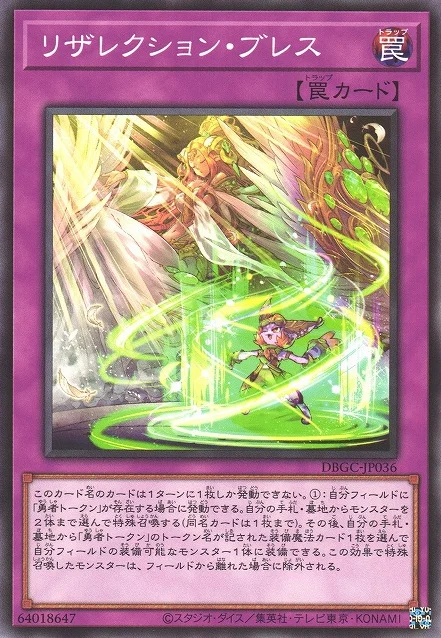 リザレクション・ブレス
トラップ
罠
トラップ
【罠カード】
DBGC-JP036
このカード名のカードは１ターンに１枚しか発動できない。①：自分フィールドに
「勇者トークン」が存在する場合に発動できる。自分の手札・墓地からモンスターを
２体まで選んで特殊召喚する（同名カードは１枚まで）。その後、自分の手札・
墓地から「勇者トークン」のトークン名が記された装備魔法カード１枚を選んで
自分フィールドの装備可能なモンスター１体に装備できる。この効果で特殊
召喚したモンスターは、フィールドから離れた場合に除外される。
64018647
©スタジオ・ダイス／集英社・テレビ東京・KONAMI